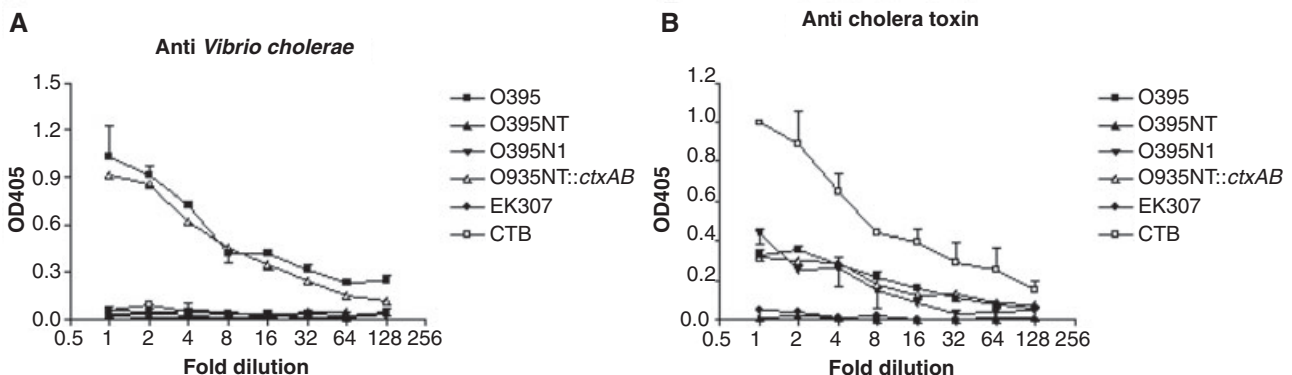 A
Anti Vibrio cholerae
OD405
1.5
1.2
0.9
0.6
0.3
0.0
0.5 1 2 4 8 16 32 64 128 256
Fold dilution
O395
O395NT
O395N1
O935NT::ctxAB
EK307
CTB
B
Anti cholera toxin
OD405
1.2
1.0
0.8
0.6
0.4
0.2
0.0
0.5 1 2 4 8 16 32 64 128 256
Fold dilution
O395
O395NT
O395N1
O935NT::ctxAB
EK307
CTB